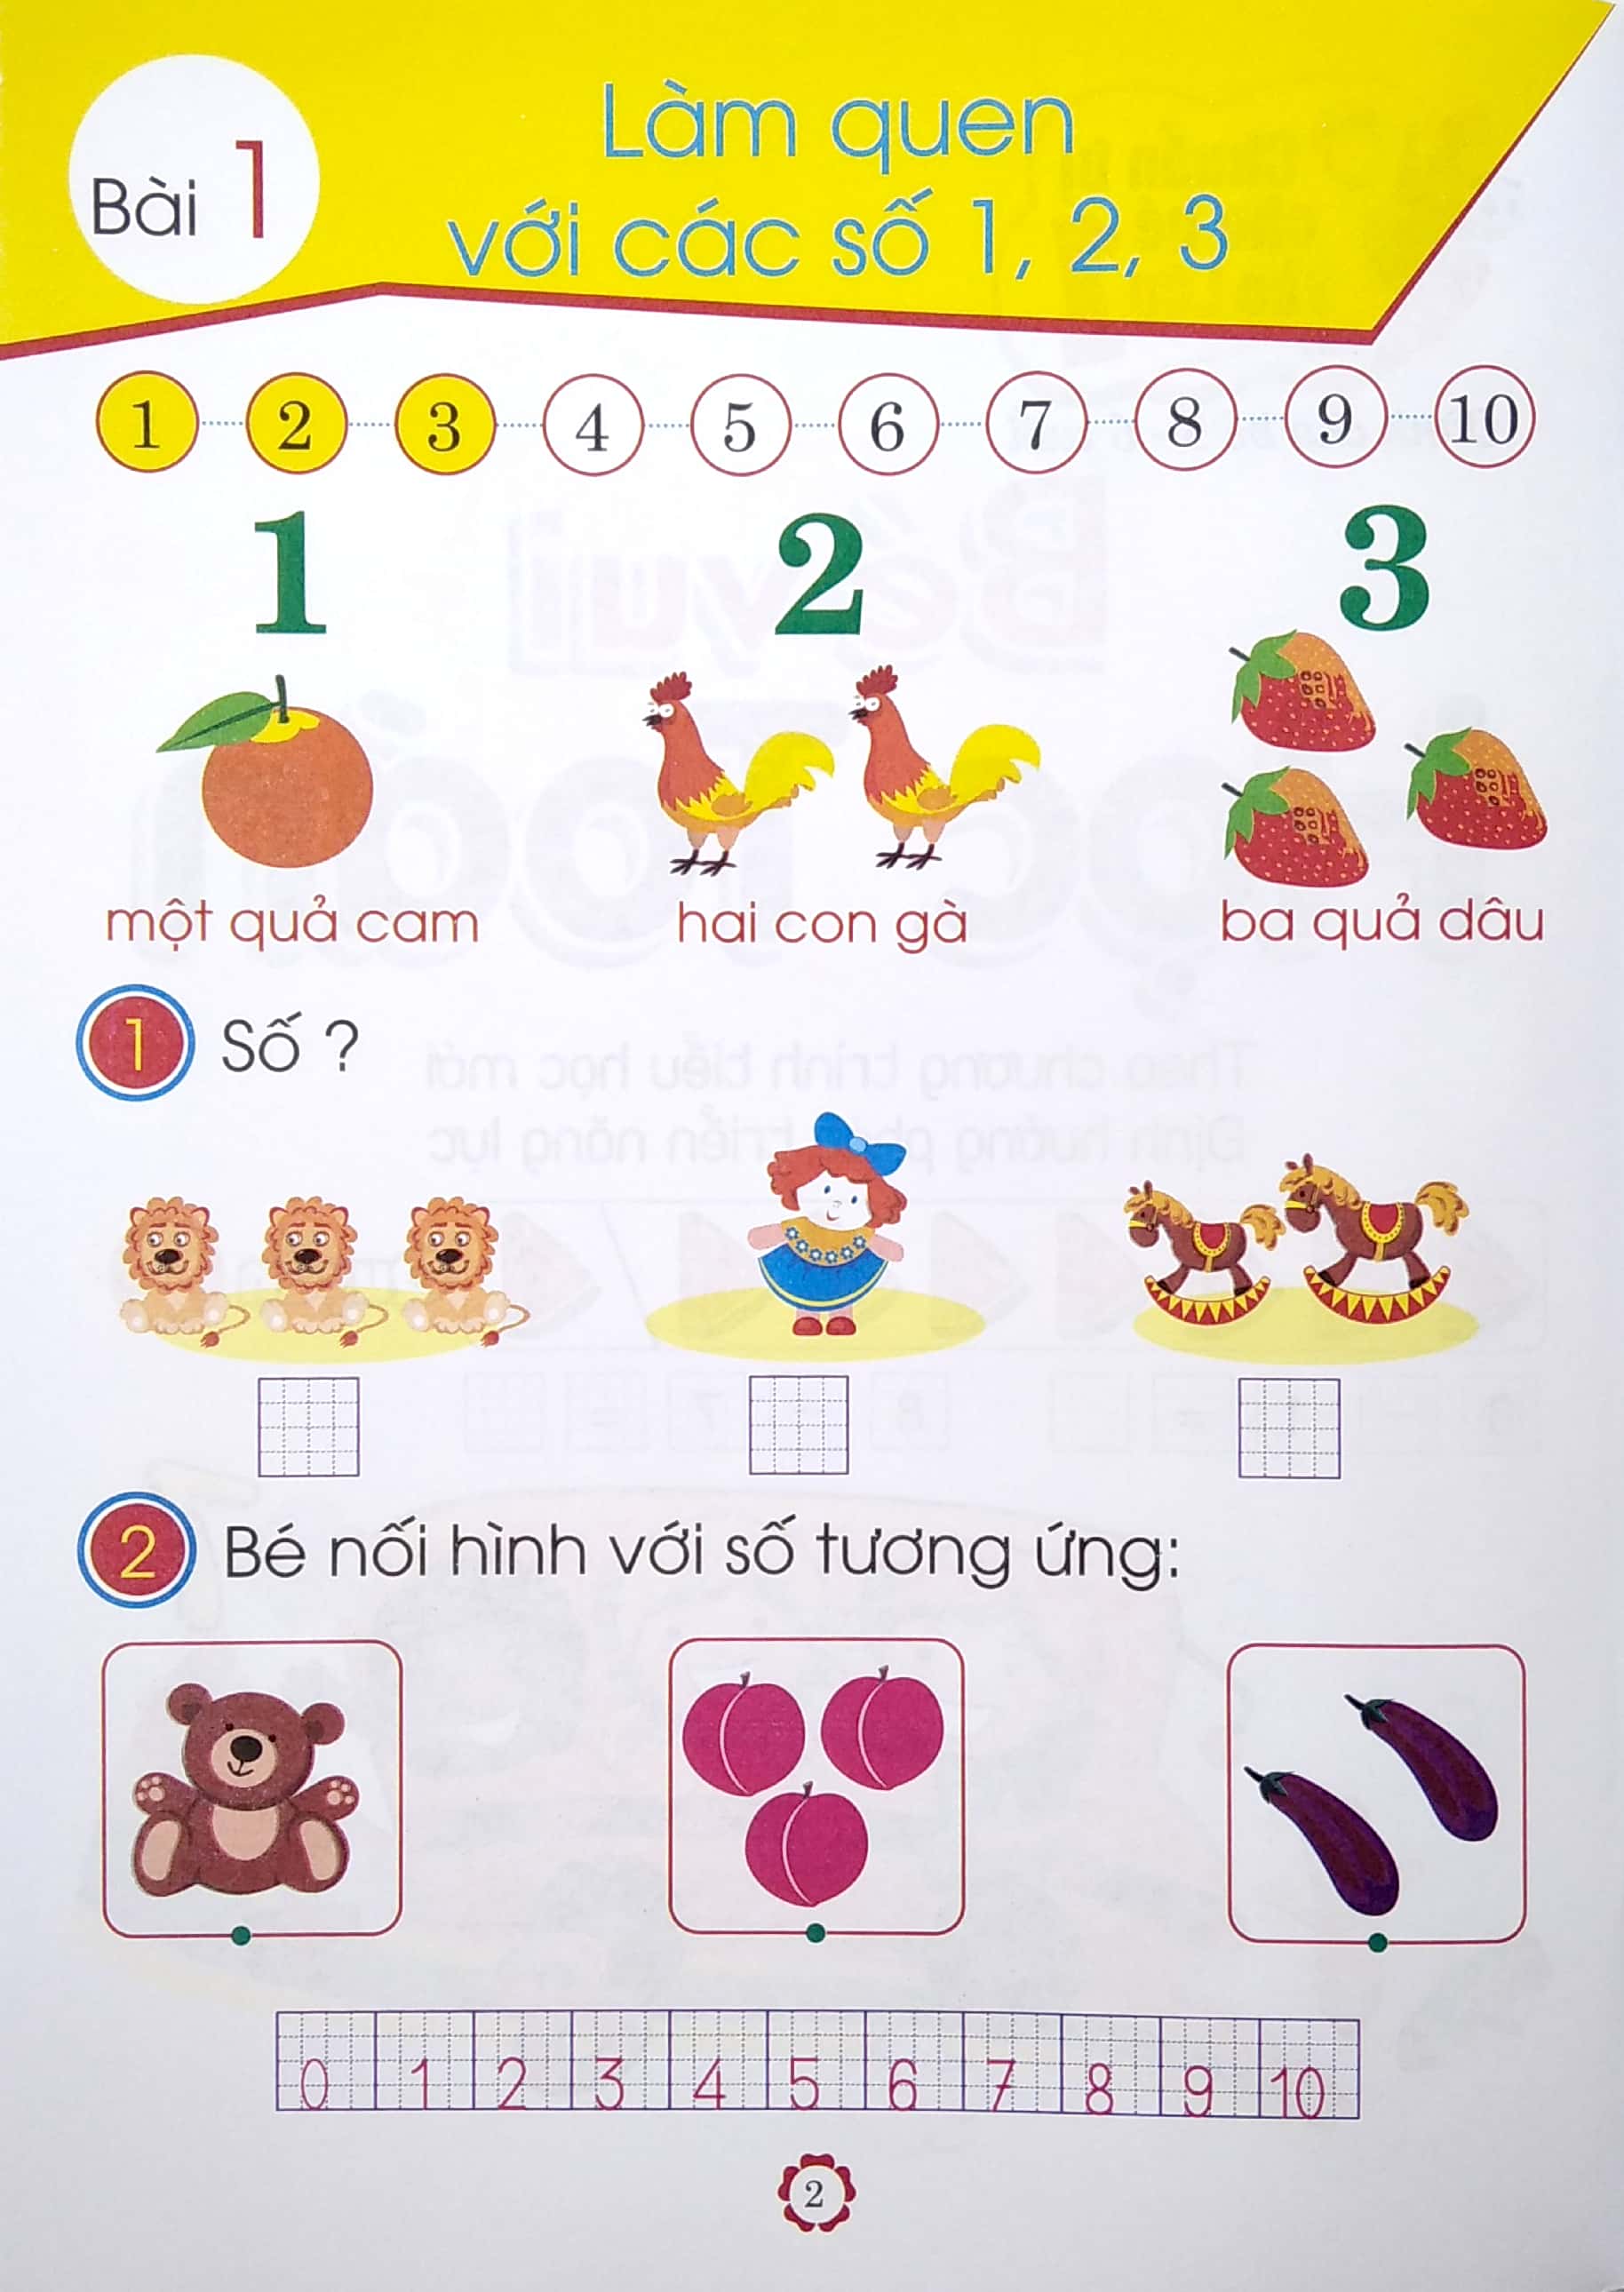 Bài 1
Làm quen
với các số 1, 2, 3
1 2 3 4 5 6 7 8 9 10
1 2 3
một quả cam hai con gà ba quả dâu
1 Số ?
2 Bé nối hình với số tương ứng:
0 1 2 3 4 5 6 7 8 9 10
2